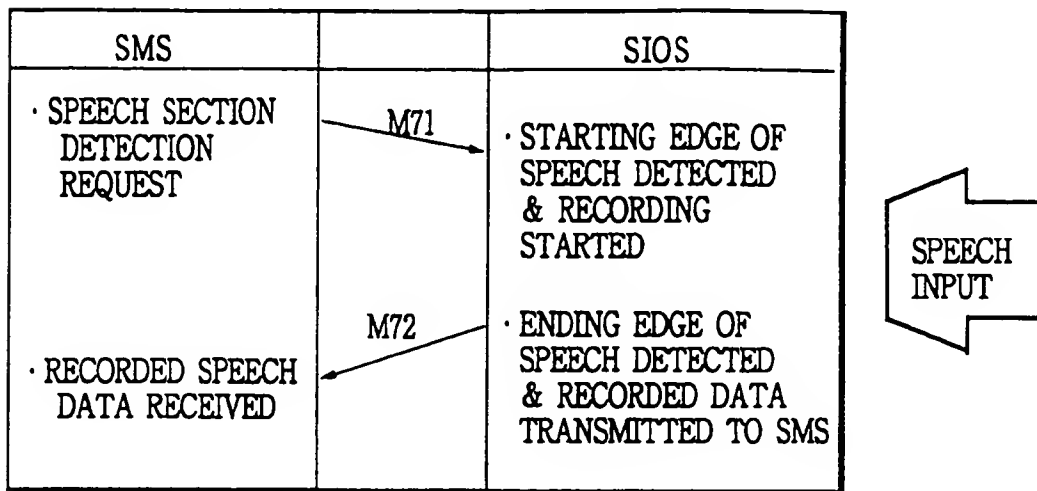 SMS
SIOS
· SPEECH SECTION
DETECTION
REQUEST
M71
· STARTING EDGE OF
SPEECH DETECTED
& RECORDING
STARTED
SPEECH
INPUT
M72
· ENDING EDGE OF
SPEECH DETECTED
& RECORDED DATA
TRANSMITTED TO SMS
· RECORDED SPEECH
DATA RECEIVED